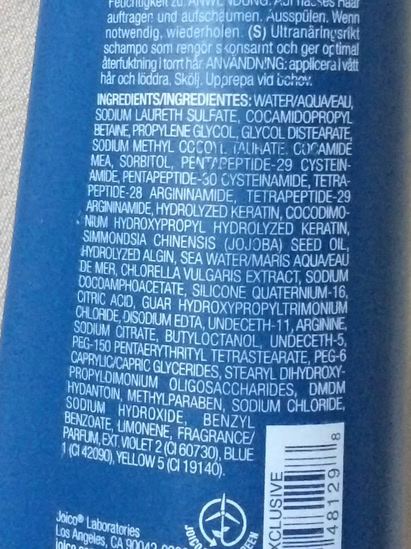 Feuchtigkeit zu. ANWENDUNG: Auf nasses Haar
auftragen und aufschäumen. Ausspülen. Wenn
notwendig, wiederholen. (S) Ultranäringsrikt
schampo som rengör skonsamt och ger optimal
återfuktning i torrt hår. ANVÄNDNING: applicera i vått
hår och löddra. Skölj. Upprepa vid behov.
INGREDIENTS/INGREDIENTES: WATER/AQUA/EAU,
SODIUM LAURETH SULFATE, COCAMIDOPROPYL
BETAINE, PROPYLENE GLYCOL, GLYCOL DISTEARATE,
SODIUM METHYL COCOYL TAURATE, COCAMIDE
MEA, SORBITOL, PENTAPEPTIDE-29 CYSTEIN-
AMIDE, PENTAPEPTIDE-30 CYSTEINAMIDE, TETRA-
PEPTIDE-28 ARGININAMIDE, TETRAPEPTIDE-29
ARGININAMIDE, HYDROLYZED KERATIN, COCODIMO-
NIUM HYDROXYPROPYL HYDROLYZED KERATIN,
SIMMONDSIA CHINENSIS (JOJOBA) SEED OIL,
HYDROLYZED ALGIN, SEA WATER/MARIS AQUA/EAU
DE MER, CHLORELLA VULGARIS EXTRACT, SODIUM
COCOAMPHOACETATE, SILICONE QUATERNIUM-16,
CITRIC ACID, GUAR HYDROXYPROPYLTRIMONIUM
CHLORIDE, DISODIUM EDTA, UNDECETH-11, ARGININE,
SODIUM CITRATE, BUTYLOCTANOL, UNDECETH-5,
PEG-150 PENTAERYTHRITYL TETRASTEARATE, PEG-6
CAPRYLIC/CAPRIC GLYCERIDES, STEARYL DIHYDROXY-
PROPYLDIMONIUM OLIGOSACCHARIDES, DMDM
HYDANTOIN, METHYLPARABEN, SODIUM CHLORIDE,
SODIUM HYDROXIDE, BENZYL
BENZOATE, LIMONENE, FRAGRANCE/
PARFUM, EXT. VIOLET 2 (CI 60730), BLUE
1 (CI 42090), YELLOW 5 (CI 19140).
Joico® Laboratories
Los Angeles, CA 90042
EXCLUSIVE
48129 8